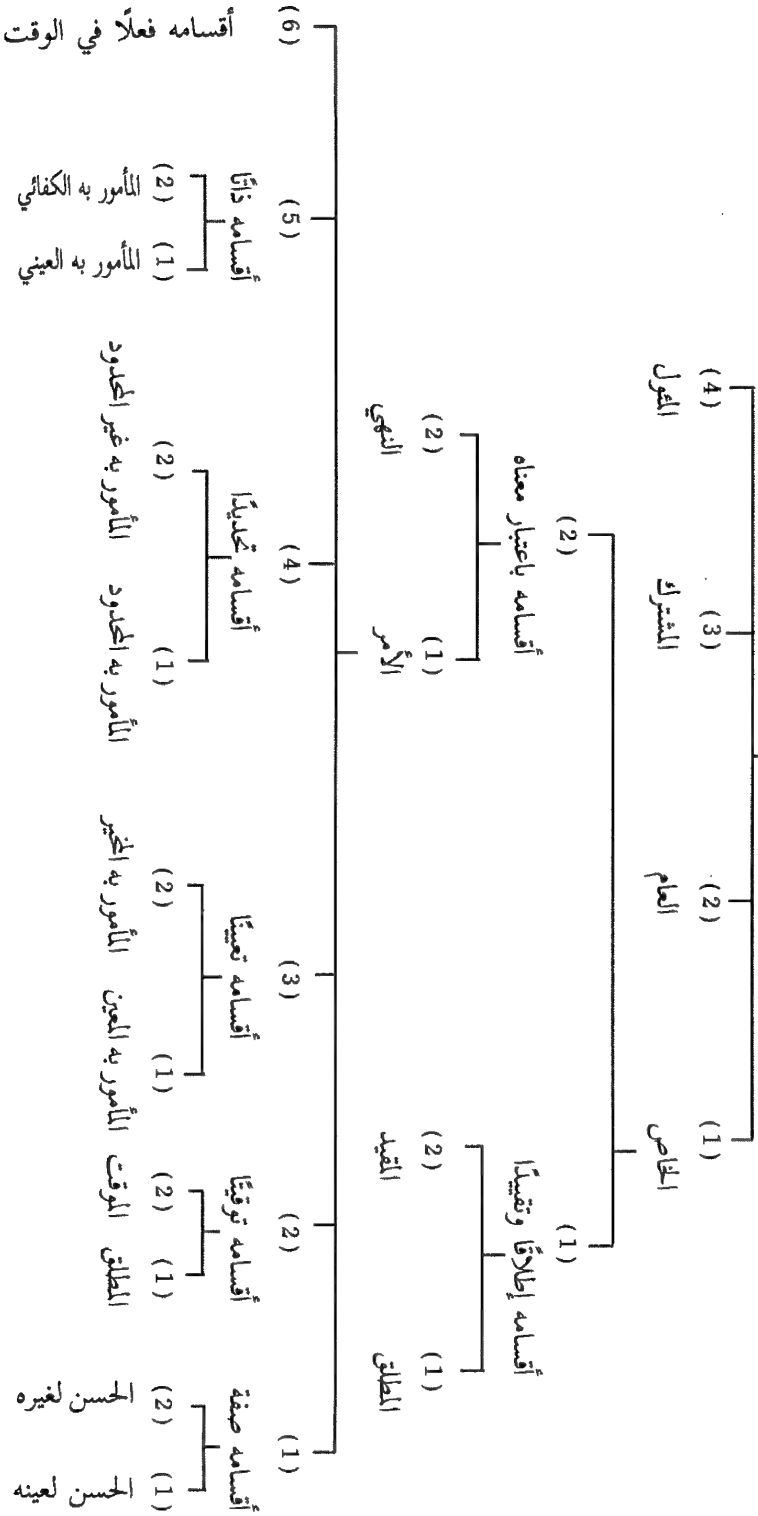 (1) الخاص
(2) العام
(3) المشترك
(4) المئول
(1) أقسامه إطلاقًا وتقييدًا
(2) أقسامه باعتبار معناه
(1) المطلق
(2) المقيد
(1) الأمر
(2) النهي
(1) أقسامه صفة
(2) أقسامه توقيتًا
(3) أقسامه تعيينًا
(4) أقسامه تحديدًا
(5) أقسامه ذاتًا
(6) أقسامه فعلًا في الوقت
(1) الحسن لعينه
(2) الحسن لغيره
(1) المطلق
(2) الموقت
(1) المأمور به المعين
(2) المأمور به المخير
(1) المأمور به المحدود
(2) المأمور به غير المحدود
(1) المأمور به العيني
(2) المأمور به الكفائي